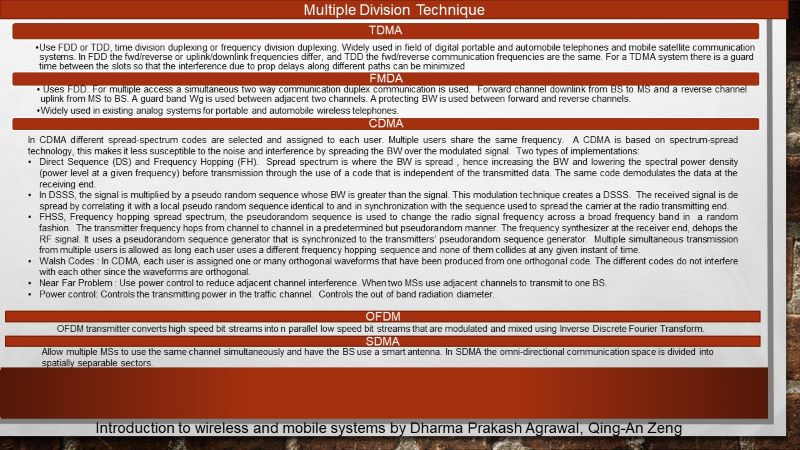 Multiple Division Technique
TDMA
•Use FDD or TDD, time division duplexing or frequency division duplexing. Widely used in field of digital portable and automobile telephones and mobile satellite communication
systems. In FDD the fwd/reverse or uplink/downlink frequencies differ, and TDD the fwd/reverse communication frequencies are the same. For a TDMA system there is a guard
time between the slots so that the interference due to prop delays along different paths can be minimized
FMDA
• Uses FDD. For multiple access a simultaneous two way communication duplex communication is used. Forward channel downlink from BS to MS and a reverse channel
uplink from MS to BS. A guard band Wg is used between adjacent two channels. A protecting BW is used between forward and reverse channels.
•Widely used in existing analog systems for portable and automobile wireless telephones.
CDMA
In CDMA different spread-spectrum codes are selected and assigned to each user. Multiple users share the same frequency. A CDMA is based on spectrum-spread
technology, this makes it less susceptible to the noise and interference by spreading the BW over the modulated signal. Two types of implementations:
• Direct Sequence (DS) and Frequency Hopping (FH). Spread spectrum is where the BW is spread , hence increasing the BW and lowering the spectral power density
(power level at a given frequency) before transmission through the use of a code that is independent of the transmitted data. The same code demodulates the data at the
receiving end.
• In DSSS, the signal is multiplied by a pseudo random sequence whose BW is greater than the signal. This modulation technique creates a DSSS. The received signal is de
spread by correlating it with a local pseudo random sequence identical to and in synchronization with the sequence used to spread the carrier at the radio transmitting end.
• FHSS, Frequency hopping spread spectrum, the pseudorandom sequence is used to change the radio signal frequency across a broad frequency band in a random
fashion. The transmitter frequency hops from channel to channel in a predetermined but pseudorandom manner. The frequency synthesizer at the receiver end, dehops the
RF signal. It uses a pseudorandom sequence generator that is synchronized to the transmitters' pseudorandom sequence generator. Multiple simultaneous transmission
from multiple users is allowed as long each user uses a different frequency hopping sequence and none of them collides at any given instant of time.
• Walsh Codes : In CDMA, each user is assigned one or many orthogonal waveforms that have been produced from one orthogonal code. The different codes do not interfere
with each other since the waveforms are orthogonal.
• Near Far Problem : Use power control to reduce adjacent channel interference. When two MSs use adjacent channels to transmit to one BS.
• Power control: Controls the transmitting power in the traffic channel. Controls the out of band radiation diameter.
OFDM
OFDM transmitter converts high speed bit streams into n parallel low speed bit streams that are modulated and mixed using Inverse Discrete Fourier Transform.
SDMA
Allow multiple MSs to use the same channel simultaneously and have the BS use a smart antenna. In SDMA the omni-directional communication space is divided into
spatially separable sectors.
Introduction to wireless and mobile systems by Dharma Prakash Agrawal, Qing-An Zeng